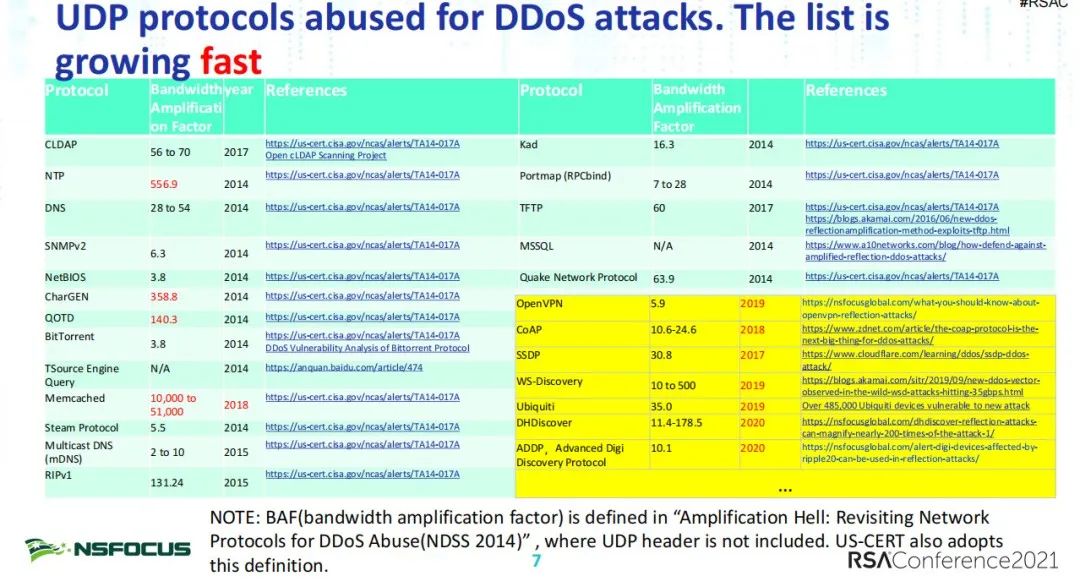 #RSAC
UDP protocols abused for DDoS attacks. The list is
growing fast
Protocol
Bandwidth
Amplificati
on Factor
year
References
CLDAP
56 to 70
2017
https://us-cert.cisa.gov/ncas/alerts/TA14-017A
Open cLDAP Scanning Project
NTP
556.9
2014
https://us-cert.cisa.gov/ncas/alerts/TA14-017A
DNS
28 to 54
2014
https://us-cert.cisa.gov/ncas/alerts/TA14-017A
SNMPv2
6.3
2014
https://us-cert.cisa.gov/ncas/alerts/TA14-017A
NetBIOS
3.8
2014
https://us-cert.cisa.gov/ncas/alerts/TA14-017A
CharGEN
358.8
2014
https://us-cert.cisa.gov/ncas/alerts/TA14-017A
QOTD
140.3
2014
https://us-cert.cisa.gov/ncas/alerts/TA14-017A
BitTorrent
3.8
2014
https://us-cert.cisa.gov/ncas/alerts/TA14-017A
DDoS Vulnerability Analysis of Bittorrent Protocol
TSource Engine
Query
N/A
2014
https://anquan.baidu.com/article/474
Memcached
10,000 to
51,000
2018
https://us-cert.cisa.gov/ncas/alerts/TA14-017A
Steam Protocol
5.5
2014
https://us-cert.cisa.gov/ncas/alerts/TA14-017A
Multicast DNS
(mDNS)
2 to 10
2015
https://us-cert.cisa.gov/ncas/alerts/TA14-017A
RIPv1
131.24
2015
https://us-cert.cisa.gov/ncas/alerts/TA14-017A
Protocol
Bandwidth
Amplification
Factor
References
Kad
16.3
2014
https://us-cert.cisa.gov/ncas/alerts/TA14-017A
Portmap (RPCbind)
7 to 28
2014
https://us-cert.cisa.gov/ncas/alerts/TA14-017A
TFTP
60
2017
https://us-cert.cisa.gov/ncas/alerts/TA14-017A
https://blogs.akamai.com/2016/06/new-ddos-
reflectionamplification-method-exploits-tftp.html
MSSQL
N/A
2014
https://www.a10networks.com/blog/how-defend-against-
amplified-reflection-ddos-attacks/
Quake Network Protocol
63.9
2014
https://us-cert.cisa.gov/ncas/alerts/TA14-017A
OpenVPN
5.9
2019
https://nsfocusglobal.com/what-you-should-know-about-
openvpn-reflection-attacks/
CoAP
10.6-24.6
2018
https://www.zdnet.com/article/the-coap-protocol-is-the-
next-big-thing-for-ddos-attacks/
SSDP
30.8
2017
https://www.cloudflare.com/learning/ddos/ssdp-ddos-
attack/
WS-Discovery
10 to 500
2019
https://blogs.akamai.com/sitr/2019/09/new-ddos-vector-
observed-in-the-wild-wsd-attacks-hitting-35gbps.html
Ubiquiti
35.0
2019
Over 485,000 Ubiquiti devices vulnerable to new attack
DHDiscover
11.4-178.5
2020
https://nsfocusglobal.com/dhdiscover-reflection-attacks-
can-magnify-nearly-200-times-of-the-attack-1/
ADDP, Advanced Digi
Discovery Protocol
10.1
2020
https://nsfocusglobal.com/alert-digi-devices-affected-by-
ripple20-can-be-used-in-reflection-attacks/
...
NOTE: BAF(bandwidth amplification factor) is defined in “Amplification Hell: Revisiting Network
Protocols for DDoS Abuse(NDSS 2014)” , where UDP header is not included. US-CERT also adopts
this definition.
NSFOCUS
7
RSAConference2021